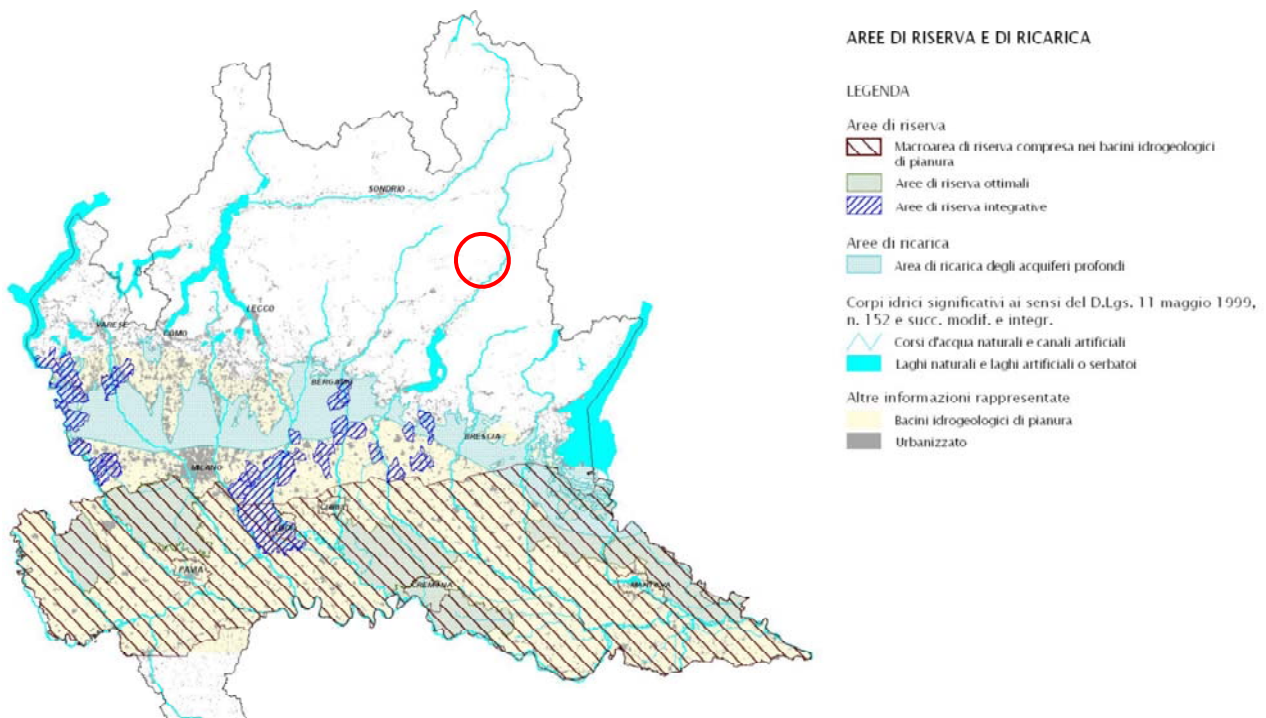 AREE DI RISERVA E DI RICARICA
LEGENDA
Aree di riserva
Macroarea di riserva compresa nei bacini idrogeologici
di pianura
Aree di riserva ottimali
Aree di riserva integrative
Aree di ricarica
Area di ricarica degli acquiferi profondi
Corpi idrici significativi ai sensi del D.Lgs. 11 maggio 1999,
n. 152 e succ. modif. e integr.
Corsi d'acqua naturali e canali artificiali
Laghi naturali e laghi artificiali o serbatoi
Altre informazioni rappresentate
Bacini idrogeologici di pianura
Urbanizzato
SONDRIO
LECCO
VARESE
COMO
BERGAMO
BRESCIA
MILANO
PAVIA
CREMONA
MANTOVA